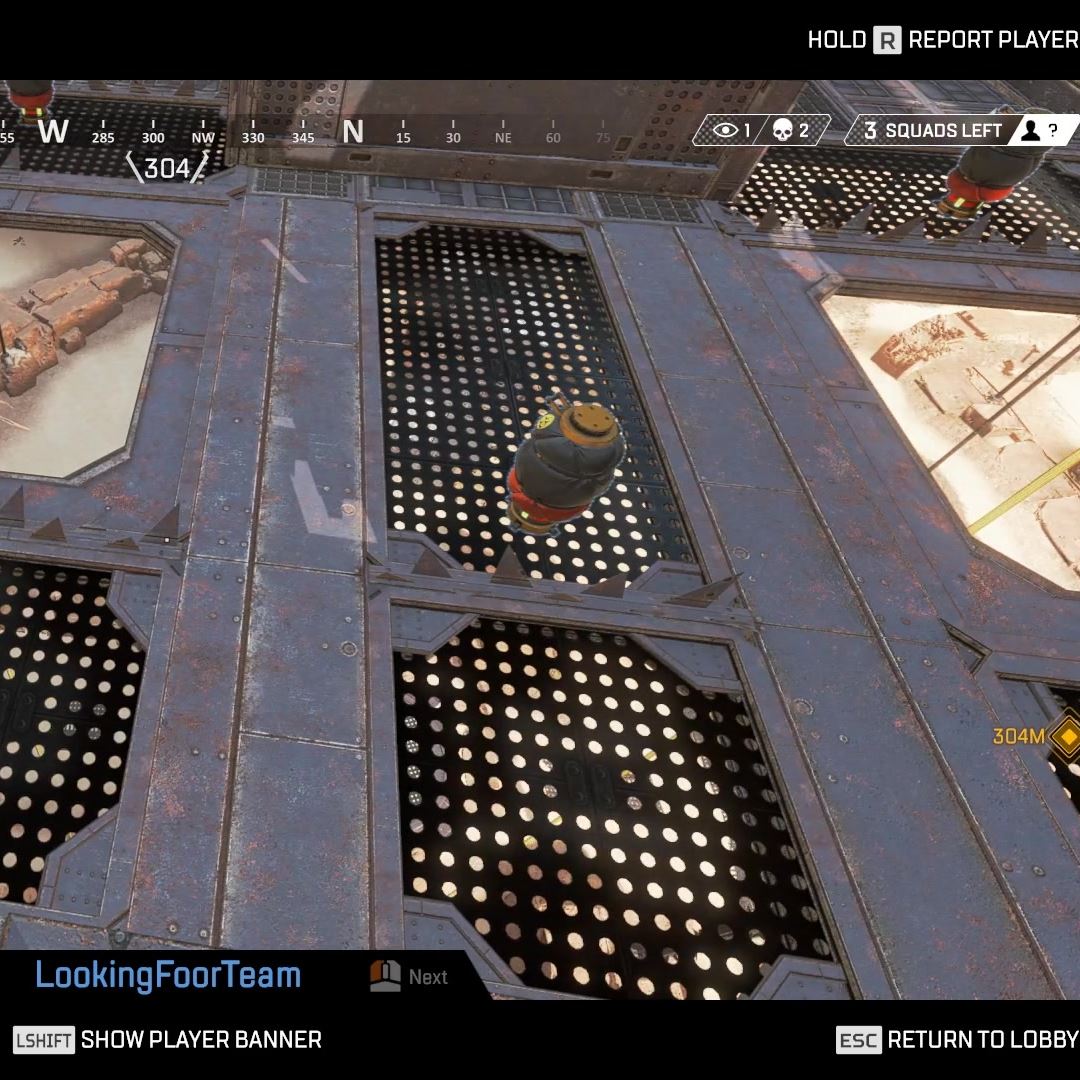 HOLD R REPORT PLAYER
55 W 285 300 NW 330 345 N 15 30 NE 60 75
1 2
3 SQUADS LEFT ?
304
304M
LookingFoorTeam
Next
LSHIFT SHOW PLAYER BANNER
ESC RETURN TO LOBBY